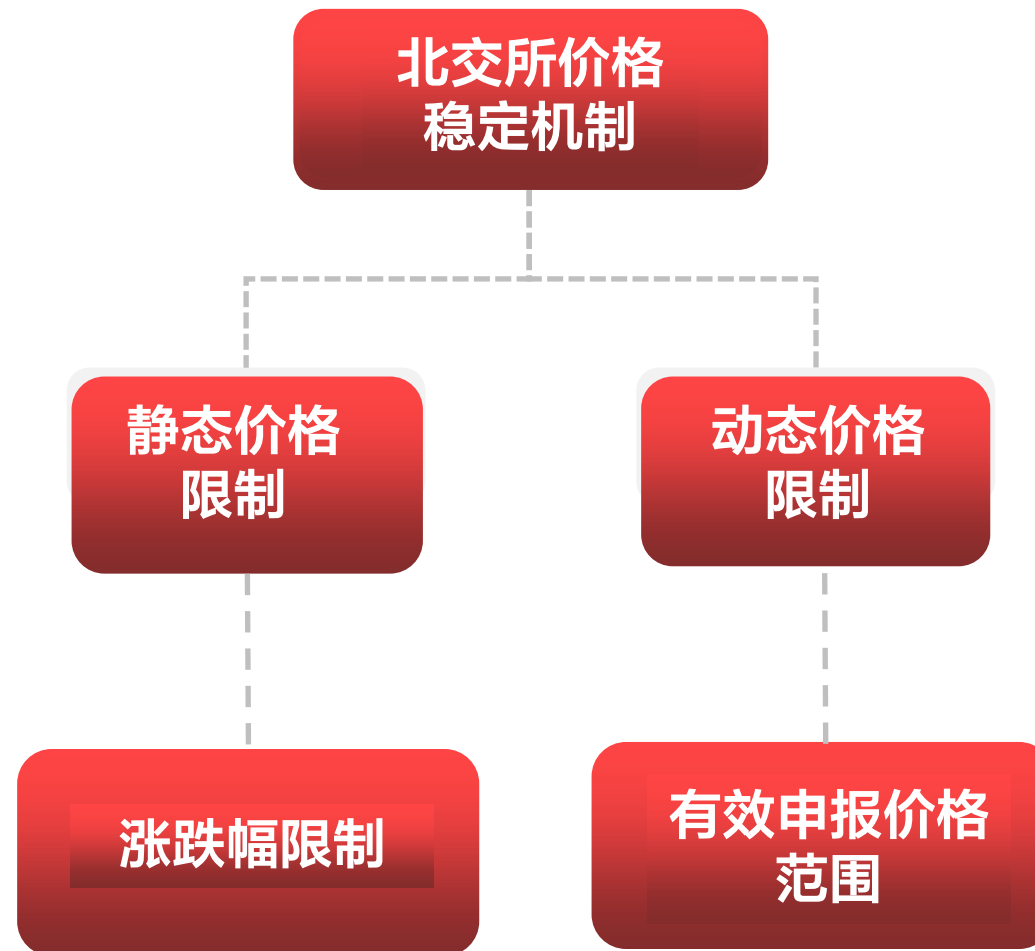 北交所价格
稳定机制
静态价格
限制
动态价格
限制
涨跌幅限制
有效申报价格
范围